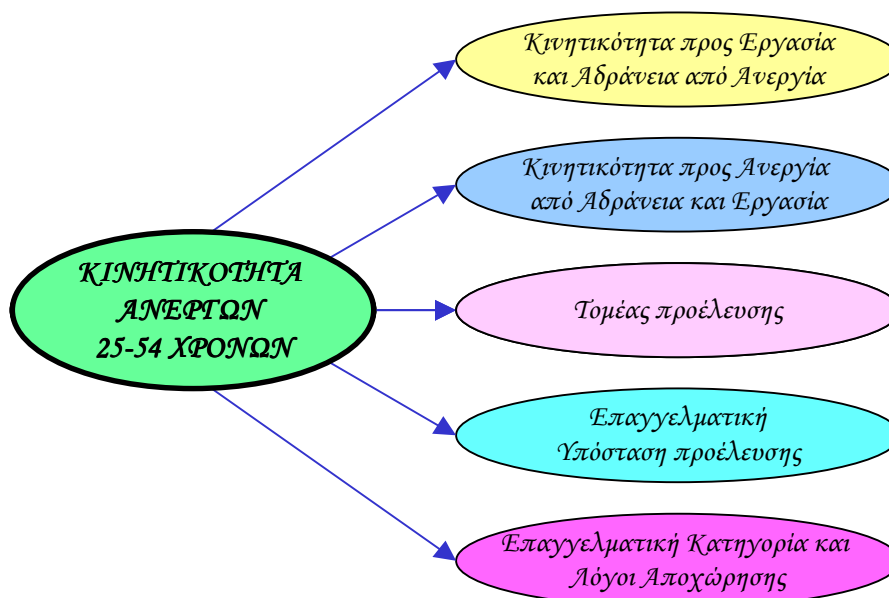 Κινητικότητα προς Εργασία
και Αδράνεια από Ανεργία
Κινητικότητα προς Ανεργία
από Αδράνεια και Εργασία
ΚΙΝΗΤΙΚΟΤΗΤΑ
ΑΝΕΡΓΩΝ
25-54 ΧΡΟΝΩΝ
Τομέας προέλευσης
Επαγγελματική
Υπόσταση προέλευσης
Επαγγελματική Κατηγορία και
Λόγοι Αποχώρησης